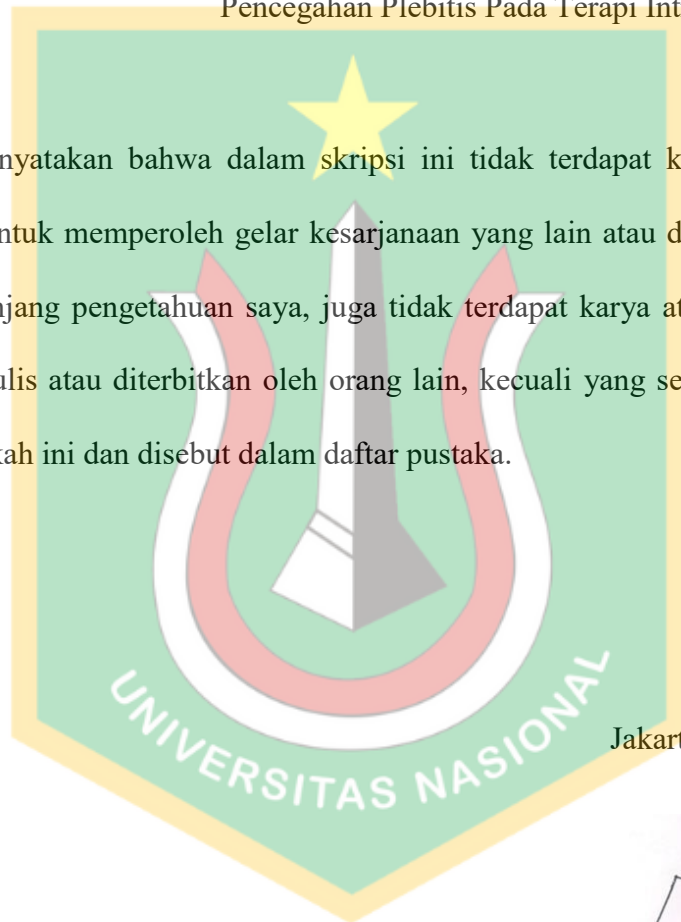 Pencegahan Plebitis Pada Terapi Int
nyatakan bahwa dalam skripsi ini tidak terdapat k
ntuk memperoleh gelar kesarjanaan yang lain atau d
njang pengetahuan saya, juga tidak terdapat karya at
ulis atau diterbitkan oleh orang lain, kecuali yang se
kah ini dan disebut dalam daftar pustaka.
Jakart
UNIVERSITAS NASIONAL